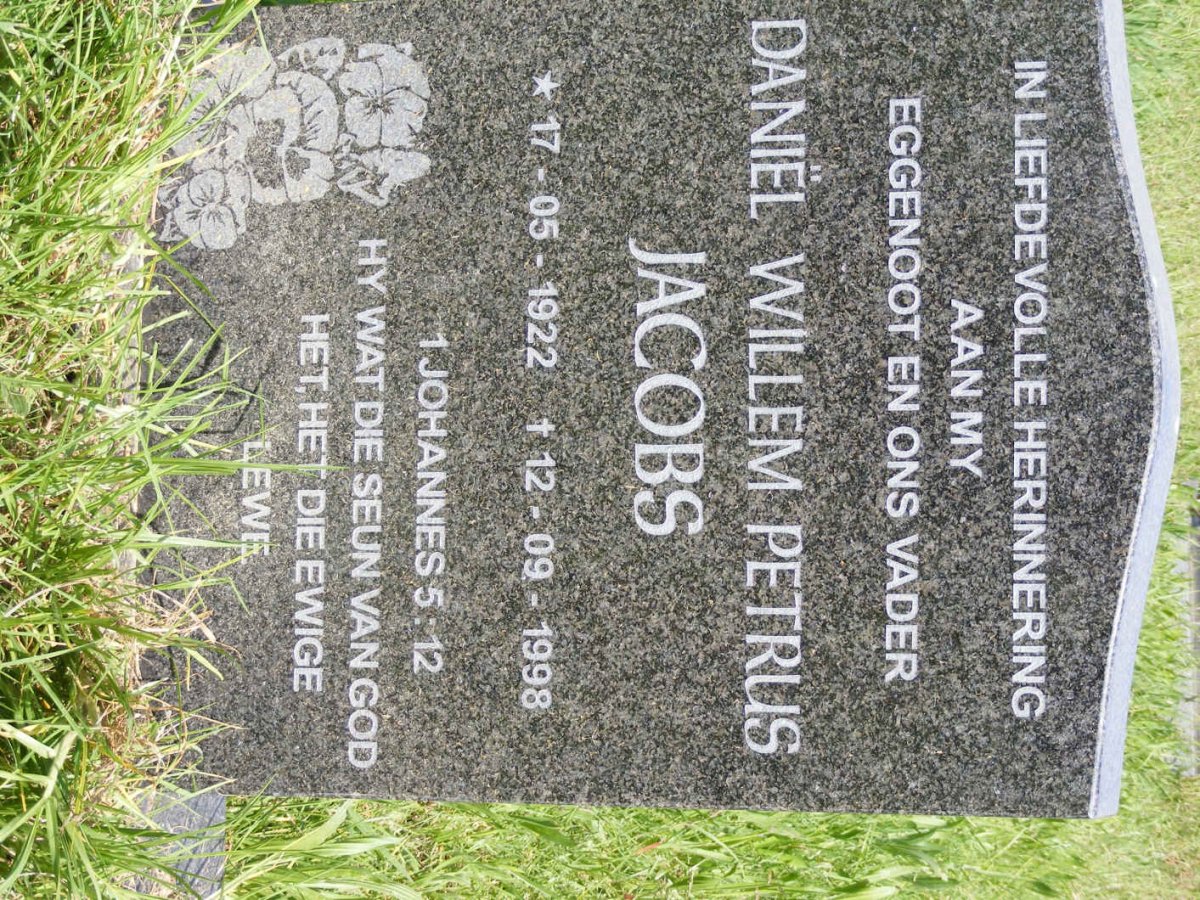 IN LIEFDEVOLLE HERINNERING
AAN MY
EGGENOOT EN ONS VADER
DANIËL WILLEM PETRUS
JACOBS
★ 17 - 05 - 1922 † 12 - 09 - 1998
1 JOHANNES 5 : 12
HY WAT DIE SEUN VAN GOD
HET, HET DIE EWIGE
LEWE